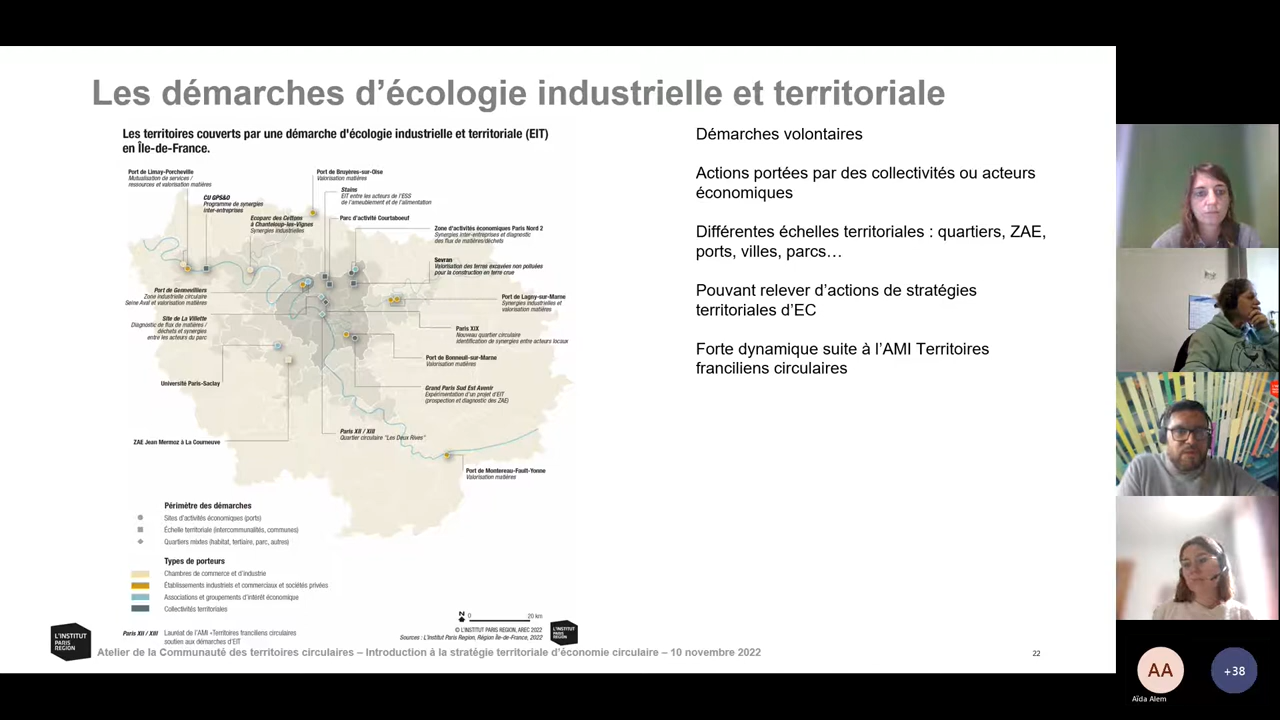 Les démarches d'écologie industrielle et territoriale
Les territoires couverts par une démarche d'écologie industrielle et territoriale (EIT)
en Île-de-France.
Port de Limay-Porcheville
Mutualisation de services /
ressources et valorisation matières
CU GPS&O
Programme de synergies
inter-entreprises
Ecoparc des Cettons
à Chanteloup-les-Vignes
Synergies industrielles
Port de Bruyères-sur-Oise
Valorisation matières
Stains
EIT entre les acteurs de l'ESS
de l'ameublement et de l'alimentation
Parc d'activité Courtaboeuf
Zone d'activités économiques Paris Nord 2
Synergies inter-entreprises et diagnostic
des flux de matières/déchets
Sevran
Valorisation des terres excavées non polluées
pour la construction en terre crue
Port de Gennevilliers
Zone industrielle circulaire
Seine Aval et valorisation matières
Port de Lagny-sur-Marne
Synergies industrielles et
valorisation matières
Site de La Villette
Diagnostic de flux de matières /
déchets et synergies
entre les acteurs du parc
Paris XIX
Nouveau quartier circulaire
identification de synergies entre acteurs locaux
Port de Bonneuil-sur-Marne
Valorisation matières
Université Paris-Saclay
Grand Paris Sud Est Avenir
Expérimentation d'un projet d'EIT
(prospection et diagnostic des ZAE)
ZAE Jean Mermoz à La Courneuve
Paris XII / XIII
Quartier circulaire "Les Deux Rives"
Port de Montereau-Fault-Yonne
Valorisation matières
Périmètre des démarches
Sites d'activités économiques (ports)
Échelle territoriale (intercommunalités, communes)
Quartiers mixtes (habitat, tertiaire, parc, autres)
Types de porteurs
Chambres de commerce et d'industrie
Établissements industriels et commerciaux et sociétés privées
Associations et groupements d'intérêt économique
Collectivités territoriales
Paris XII / XIII Lauréat de l'AMI «Territoires franciliens circulaires
soutien aux démarches d'EIT
N 0 20 km
© L'INSTITUT PARIS REGION, AREC 2022
Sources : L'Institut Paris Region, Région Île-de-France, 2022
L'INSTITUT
PARIS
REGION
Démarches volontaires
Actions portées par des collectivités ou acteurs
économiques
Différentes échelles territoriales : quartiers, ZAE,
ports, villes, parcs…
Pouvant relever d'actions de stratégies
territoriales d'EC
Forte dynamique suite à l'AMI Territoires
franciliens circulaires
L'INSTITUT
PARIS
REGION
Atelier de la Communauté des territoires circulaires – Introduction à la stratégie territoriale d'économie circulaire – 10 novembre 2022
22
AA
Aïda Alem
+38